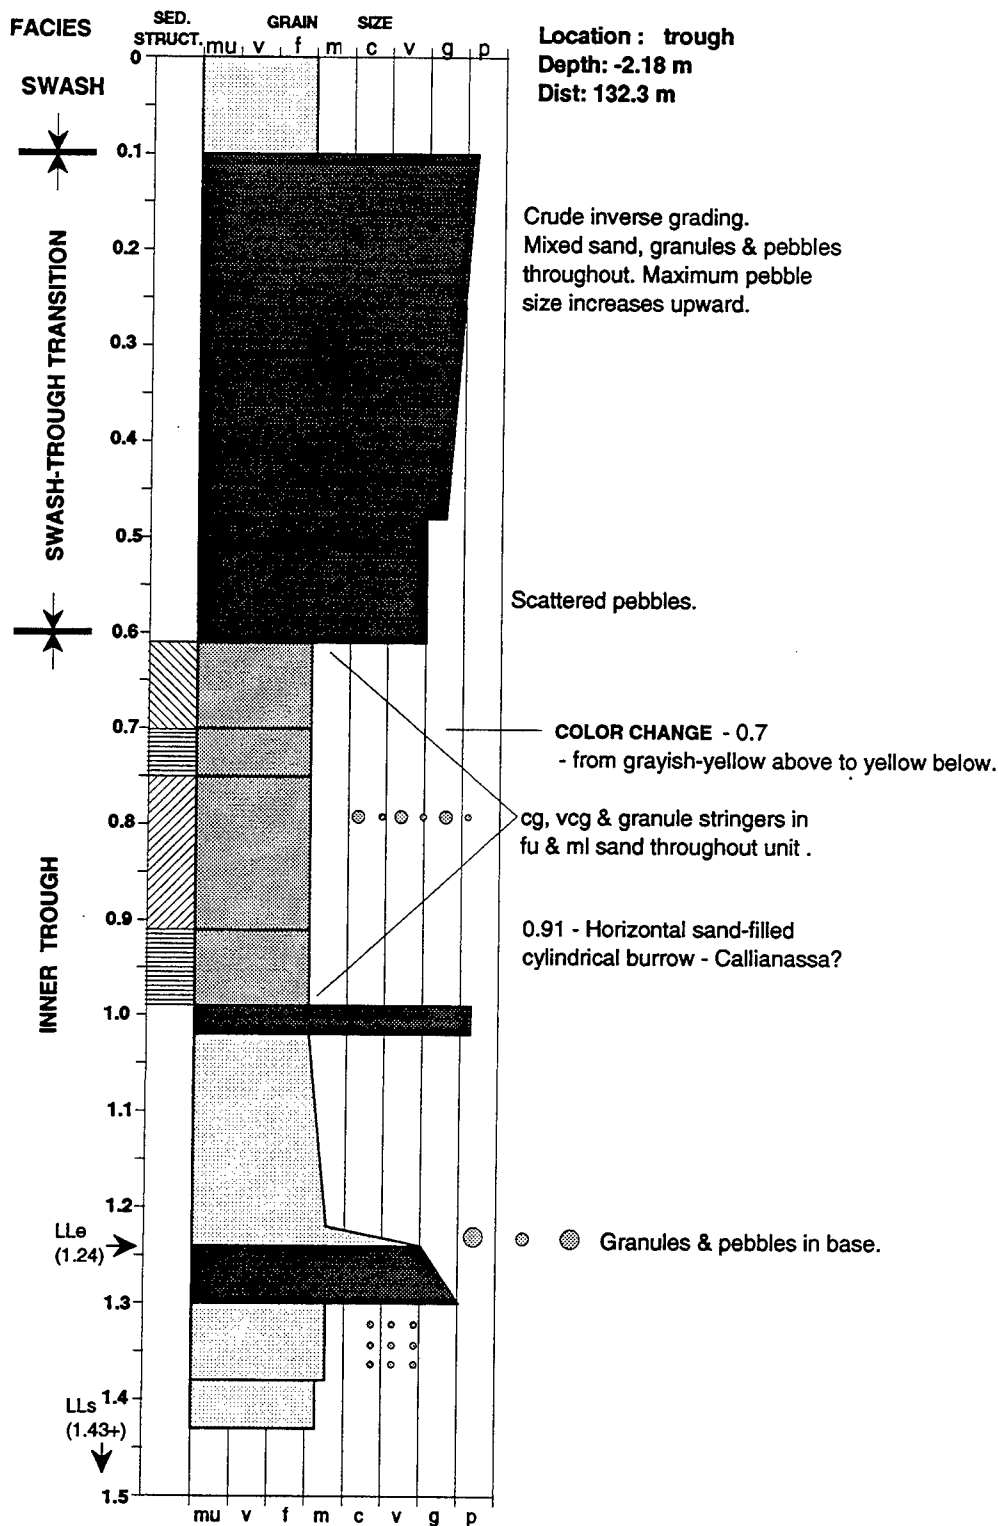 FACIES
SED.
STRUCT.
GRAIN SIZE
mu v f m c v g p
Location : trough
Depth: -2.18 m
Dist: 132.3 m
0
SWASH
0.1
Crude inverse grading.
Mixed sand, granules & pebbles
throughout. Maximum pebble
size increases upward.
0.2
SWASH-TROUGH TRANSITION
0.3
0.4
0.5
Scattered pebbles.
0.6
0.7
COLOR CHANGE - 0.7
- from grayish-yellow above to yellow below.
0.8
cg, vcg & granule stringers in
fu & ml sand throughout unit .
INNER TROUGH
0.9
0.91 - Horizontal sand-filled
cylindrical burrow - Callianassa?
1.0
1.1
1.2
LLe
(1.24)
Granules & pebbles in base.
1.3
1.4
LLs
(1.43+)
1.5
mu v f m c v g p